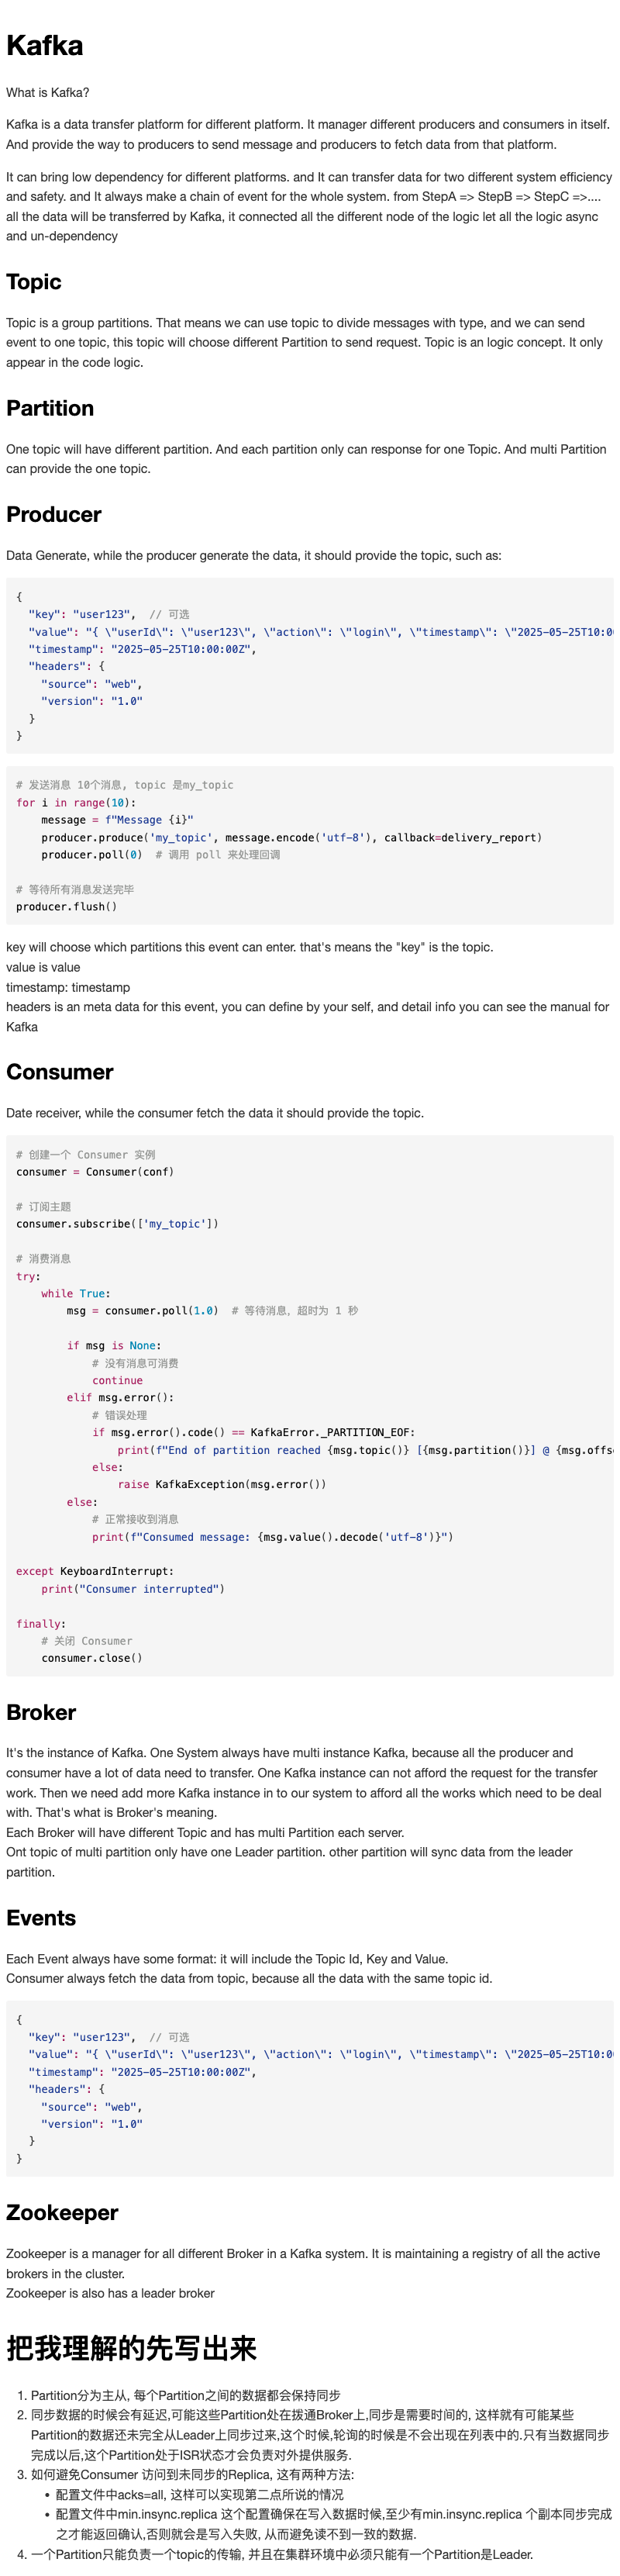 Kafka
What is Kafka?
Kafka is a data transfer platform for different platform. It manager different producers and consumers in itself.
And provide the way to producers to send message and producers to fetch data from that platform.
It can bring low dependency for different platforms. and It can transfer data for two different system efficiency
and safety. and It always make a chain of event for the whole system. from StepA => StepB => StepC =>....
all the data will be transferred by Kafka, it connected all the different node of the logic let all the logic async
and un-dependency
Topic
Topic is a group partitions. That means we can use topic to divide messages with type, and we can send
event to one topic, this topic will choose different Partition to send request. Topic is an logic concept. It only
appear in the code logic.
Partition
One topic will have different partition. And each partition only can response for one Topic. And multi Partition
can provide the one topic.
Producer
Data Generate, while the producer generate the data, it should provide the topic, such as:
{
"key": "user123",  // 可选
"value": "{ \"userId\": \"user123\", \"action\": \"login\", \"timestamp\": \"2025-05-25T10:00
"timestamp": "2025-05-25T10:00:00Z",
"headers": {
"source": "web",
"version": "1.0"
}
}
# 发送消息 10个消息, topic 是my_topic
for i in range(10):
message = f"Message {i}"
producer.produce('my_topic', message.encode('utf-8'), callback=delivery_report)
producer.poll(0)  # 调用 poll 来处理回调
# 等待所有消息发送完毕
producer.flush()
key will choose which partitions this event can enter. that's means the "key" is the topic.
value is value
timestamp: timestamp
headers is an meta data for this event, you can define by your self, and detail info you can see the manual for
Kafka
Consumer
Date receiver, while the consumer fetch the data it should provide the topic.
# 创建一个 Consumer 实例
consumer = Consumer(conf)
# 订阅主题
consumer.subscribe(['my_topic'])
# 消费消息
try:
while True:
msg = consumer.poll(1.0)  # 等待消息，超时为 1 秒
if msg is None:
# 没有消息可消费
continue
elif msg.error():
# 错误处理
if msg.error().code() == KafkaError._PARTITION_EOF:
print(f"End of partition reached {msg.topic()} [{msg.partition()}] @ {msg.offs
else:
raise KafkaException(msg.error())
else:
# 正常接收到消息
print(f"Consumed message: {msg.value().decode('utf-8')}")
except KeyboardInterrupt:
print("Consumer interrupted")
finally:
# 关闭 Consumer
consumer.close()
Broker
It's the instance of Kafka. One System always have multi instance Kafka, because all the producer and
consumer have a lot of data need to transfer. One Kafka instance can not afford the request for the transfer
work. Then we need add more Kafka instance in to our system to afford all the works which need to be deal
with. That's what is Broker's meaning.
Each Broker will have different Topic and has multi Partition each server.
Ont topic of multi partition only have one Leader partition. other partition will sync data from the leader
partition.
Events
Each Event always have some format: it will include the Topic Id, Key and Value.
Consumer always fetch the data from topic, because all the data with the same topic id.
{
"key": "user123",  // 可选
"value": "{ \"userId\": \"user123\", \"action\": \"login\", \"timestamp\": \"2025-05-25T10:00
"timestamp": "2025-05-25T10:00:00Z",
"headers": {
"source": "web",
"version": "1.0"
}
}
Zookeeper
Zookeeper is a manager for all different Broker in a Kafka system. It is maintaining a registry of all the active
brokers in the cluster.
Zookeeper is also has a leader broker
把我理解的先写出来
1. Partition分为主从, 每个Partition之间的数据都会保持同步
2. 同步数据的时候会有延迟,可能这些Partition处在拨通Broker上,同步是需要时间的, 这样就有可能某些
Partition的数据还未完全从Leader上同步过来,这个时候,轮询的时候是不会出现在列表中的.只有当数据同步
完成以后,这个Partition处于ISR状态才会负责对外提供服务.
3. 如何避免Consumer 访问到未同步的Replica, 这有两种方法:
• 配置文件中acks=all, 这样可以实现第二点所说的情况
• 配置文件中min.insync.replica 这个配置确保在写入数据时候,至少有min.insync.replica 个副本同步完成
之才能返回确认,否则就会是写入失败, 从而避免读不到一致的数据.
4. 一个Partition只能负责一个topic的传输, 并且在集群环境中必须只能有一个Partition是Leader.